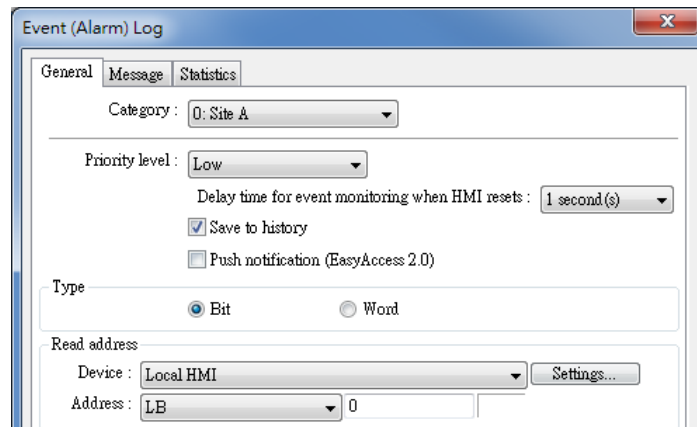 Event (Alarm) Log
General Message Statistics
Category : 0: Site A
Priority level : Low
Delay time for event monitoring when HMI resets : 1 second(s)
Save to history
Push notification (EasyAccess 2.0)
Type
Bit Word
Read address
Device : Local HMI Settings...
Address : LB 0